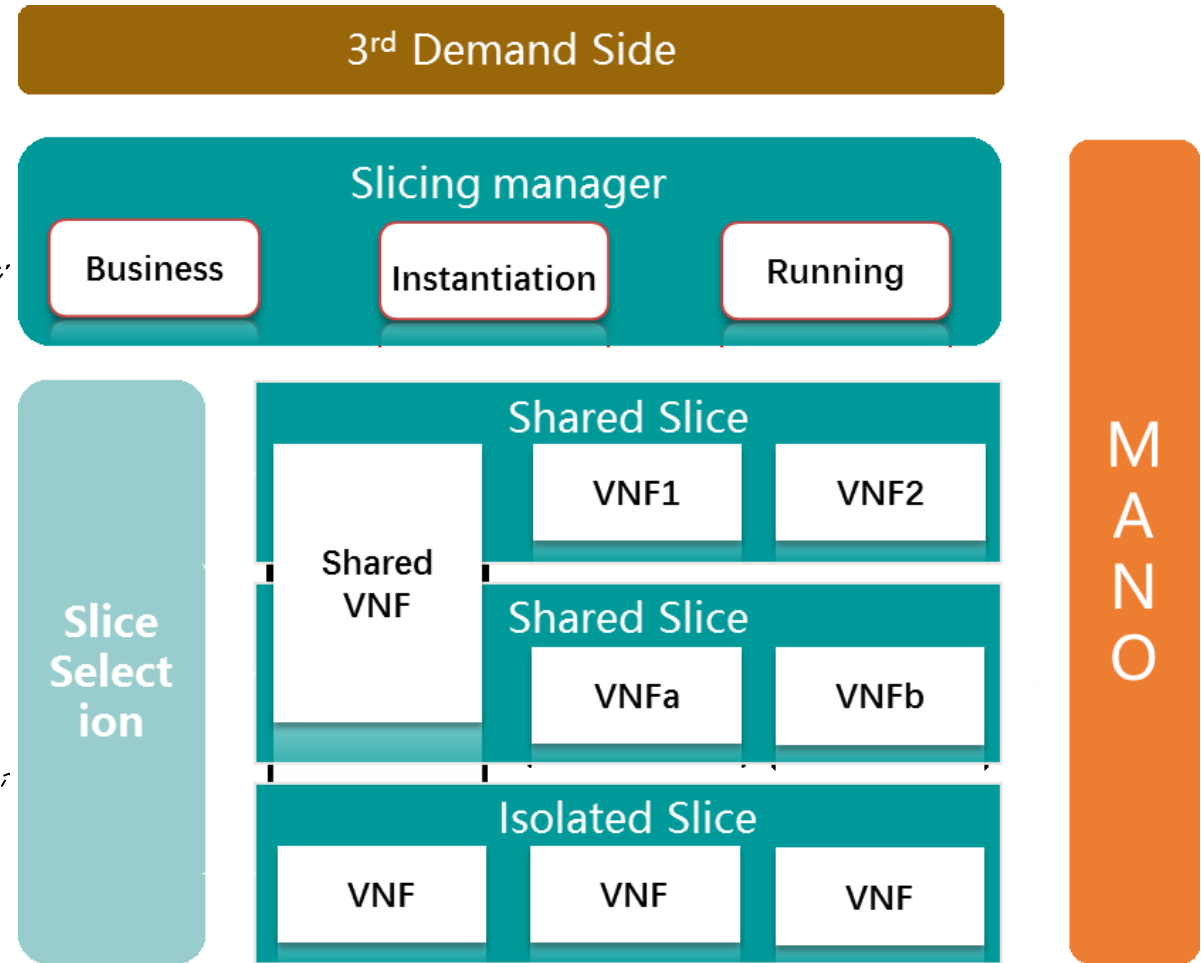 3rd Demand Side
Slicing manager
Business
Instantiation
Running
Slice
Select
ion
Shared Slice
Shared
VNF
VNF1
VNF2
Shared Slice
VNFa
VNFb
Isolated Slice
VNF
VNF
VNF
M
A
N
O